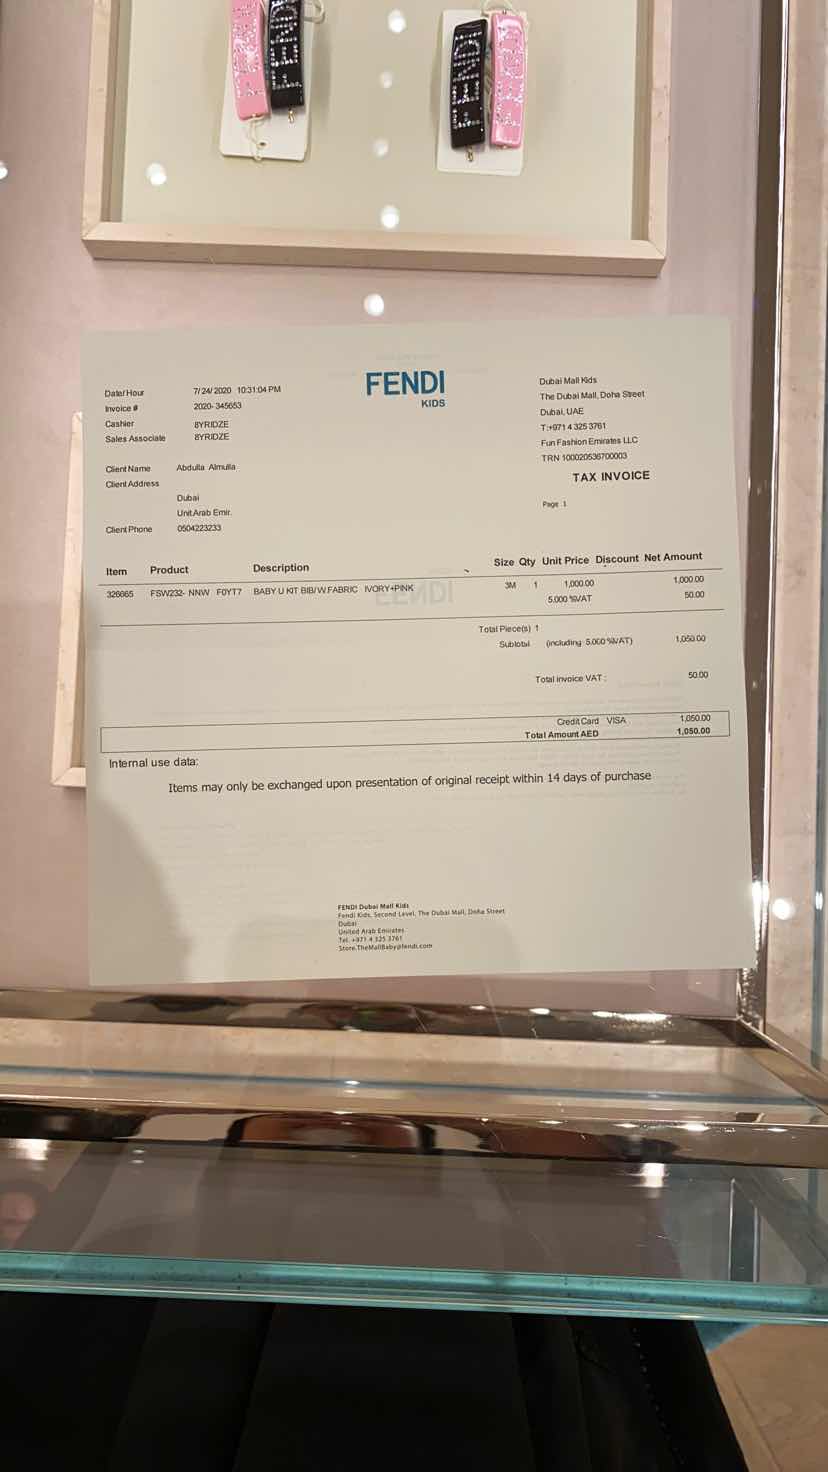 FENDI
FENDI
FENDI
FENDI
FENDI
KIDS
Date/Hour 7/24/2020 10:31:04 PM
Invoice # 2020-345653
Cashier 8YRIDZE
Sales Associate 8YRIDZE
Client Name Abdulla Almulla
Client Address
Dubai
Unit Arab Emir.
Client Phone 0504223233
Dubai Mall Kids
The Dubai Mall, Doha Street
Dubai, UAE
T:+971 4 325 3761
Fun Fashion Emirates LLC
TRN 100020536700003
TAX INVOICE
Page 1
Item Product Description Size Qty Unit Price Discount Net Amount
326665 FSW232- NNW F0YT7 BABY U KIT BIB/W.FABRIC IVORY+PINK 3M 1 1,000.00 1,000.00
5.000 %VAT 50.00
Total Piece(s) 1
Subtotal (including 5.000 %VAT) 1,050.00
Total invoice VAT : 50.00
Credit Card VISA 1,050.00
Total Amount AED 1,050.00
Internal use data:
Items may only be exchanged upon presentation of original receipt within 14 days of purchase
FENDI Dubai Mall Kids
Fendi Kids, Second Level, The Dubai Mall, Doha Street
Dubai
United Arab Emirates
Tel. +971 4 325 3761
Store.TheMallBaby@fendi.com